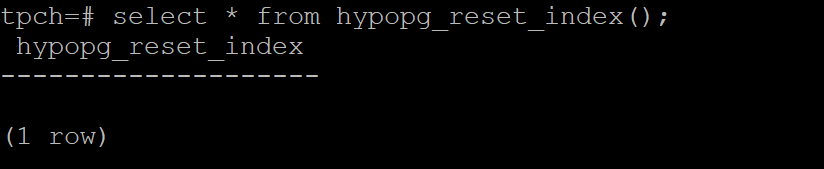 tpch=# select * from hypopg_reset_index();
 hypopg_reset_index
--------------------

(1 row)